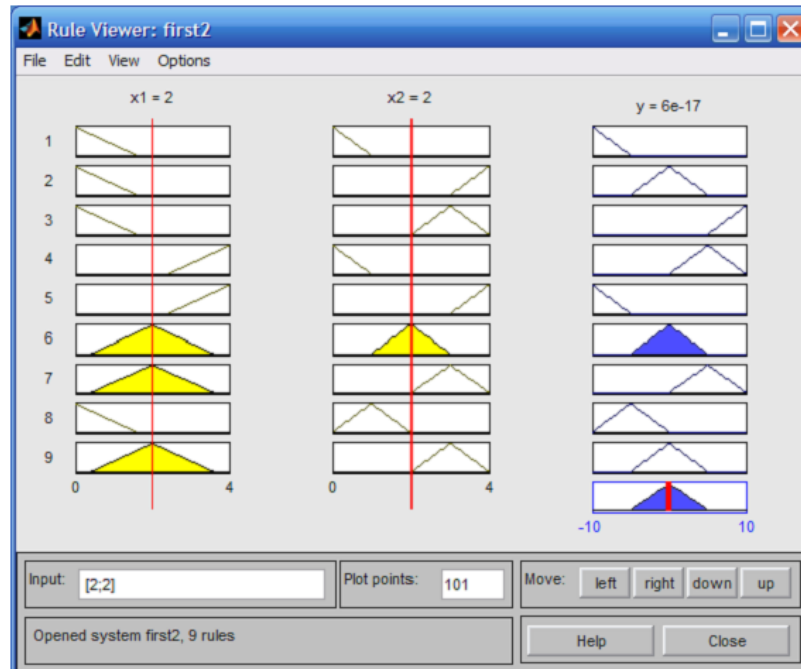 Rule Viewer: first2
File Edit View Options
x1 = 2 x2 = 2 y = 6e-17
1
2
3
4
5
6
7
8
9
0 4 0 4
-10 10
Input: [2;2] Plot points: 101 Move: left right down up
Opened system first2, 9 rules Help Close